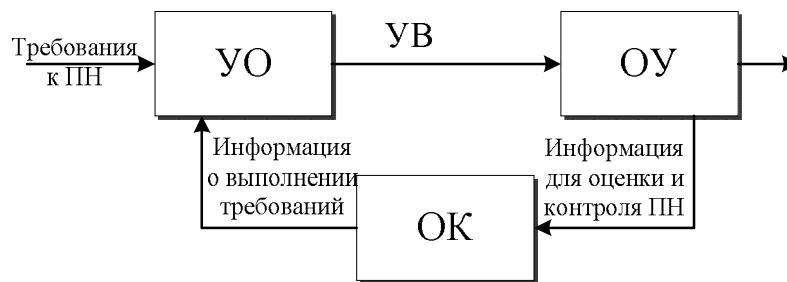 Требования
к ПН
УО
УВ
ОУ
Информация
о выполнении
требований
ОК
Информация
для оценки и
контроля ПН